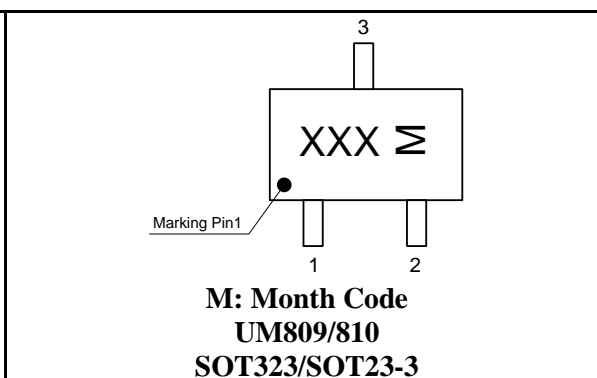 3
XXX M
Marking Pin1
1 2
M: Month Code
UM809/810
SOT323/SOT23-3